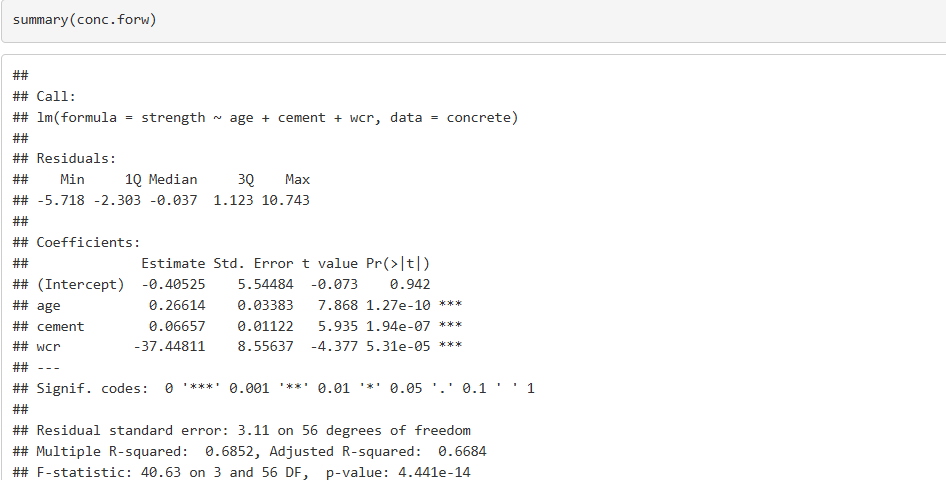 summary(conc.forw)
##
## Call:
## lm(formula = strength ~ age + cement + wcr, data = concrete)
##
## Residuals:
##    Min     1Q Median     3Q    Max
## -5.718 -2.303 -0.037  1.123 10.743
##
## Coefficients:
##              Estimate Std. Error t value Pr(>|t|)
## (Intercept)  -0.40525    5.54484  -0.073    0.942
## age           0.26614    0.03383   7.868 1.27e-10 ***
## cement        0.06657    0.01122   5.935 1.94e-07 ***
## wcr         -37.44811    8.55637  -4.377 5.31e-05 ***
## ---
## Signif. codes:  0 '***' 0.001 '**' 0.01 '*' 0.05 '.' 0.1 ' ' 1
##
## Residual standard error: 3.11 on 56 degrees of freedom
## Multiple R-squared:  0.6852, Adjusted R-squared:  0.6684
## F-statistic: 40.63 on 3 and 56 DF,  p-value: 4.441e-14